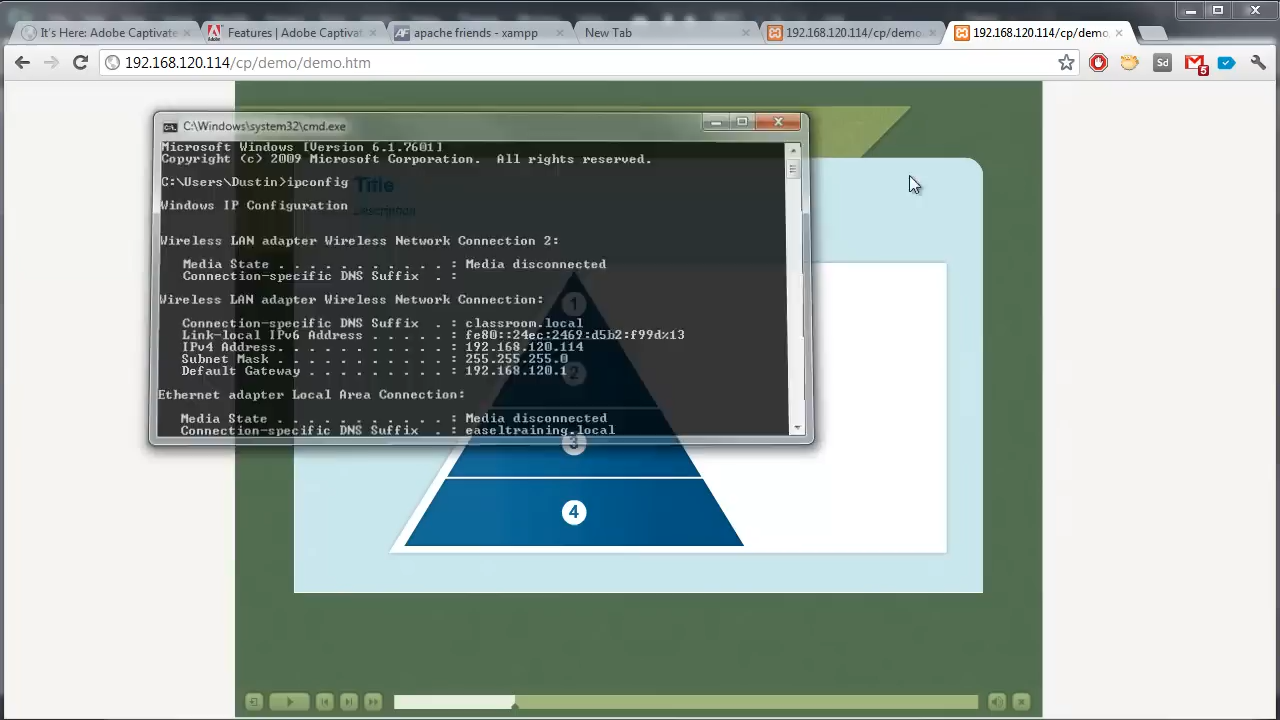 It's Here: Adobe Captivate
Features | Adobe Captivat
apache friends - xampp
New Tab
192.168.120.114/cp/demo
192.168.120.114/cp/demo
192.168.120.114/cp/demo/demo.htm
Sd
5
C:\Windows\system32\cmd.exe
Microsoft Windows [Version 6.1.7601]
Copyright (c) 2009 Microsoft Corporation.  All rights reserved.
C:\Users\Dustin>ipconfig
Title
Description
Windows IP Configuration
Wireless LAN adapter Wireless Network Connection 2:
Media State . . . . . . . . . . . : Media disconnected
Connection-specific DNS Suffix  . :
Wireless LAN adapter Wireless Network Connection:
1
Connection-specific DNS Suffix  . : classroom.local
Link-local IPv6 Address . . . . . : fe80::24ec:2469:d5b2:f99d%13
IPv4 Address. . . . . . . . . . . : 192.168.120.114
Subnet Mask . . . . . . . . . . . : 255.255.255.0
Default Gateway . . . . . . . . . : 192.168.120.1
2
Ethernet adapter Local Area Connection:
Media State . . . . . . . . . . . : Media disconnected
Connection-specific DNS Suffix  . : easeltraining.local
3
4